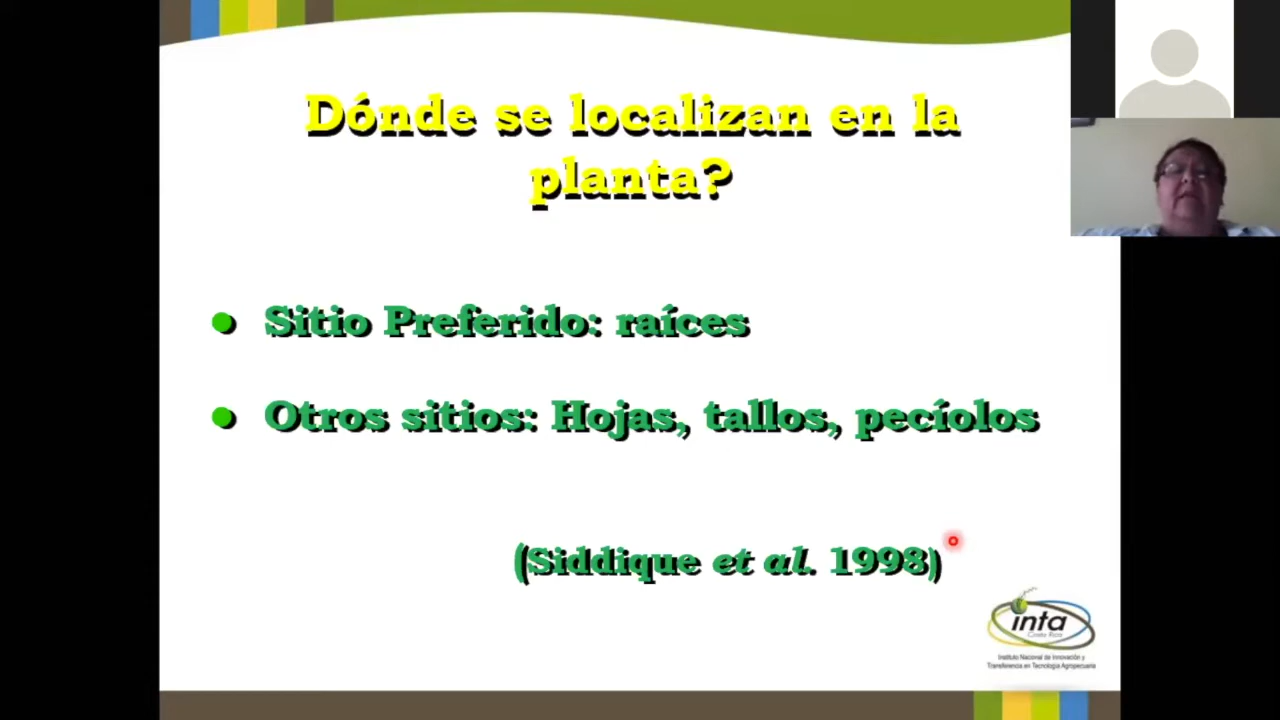 Dónde se localizan en la
planta?
● Sitio Preferido: raíces
● Otros sitios: Hojas, tallos, pecíolos
(Siddique et al. 1998)
inta
Costa Rica
Instituto Nacional de Innovación y
Transferencia en Tecnología Agropecuaria